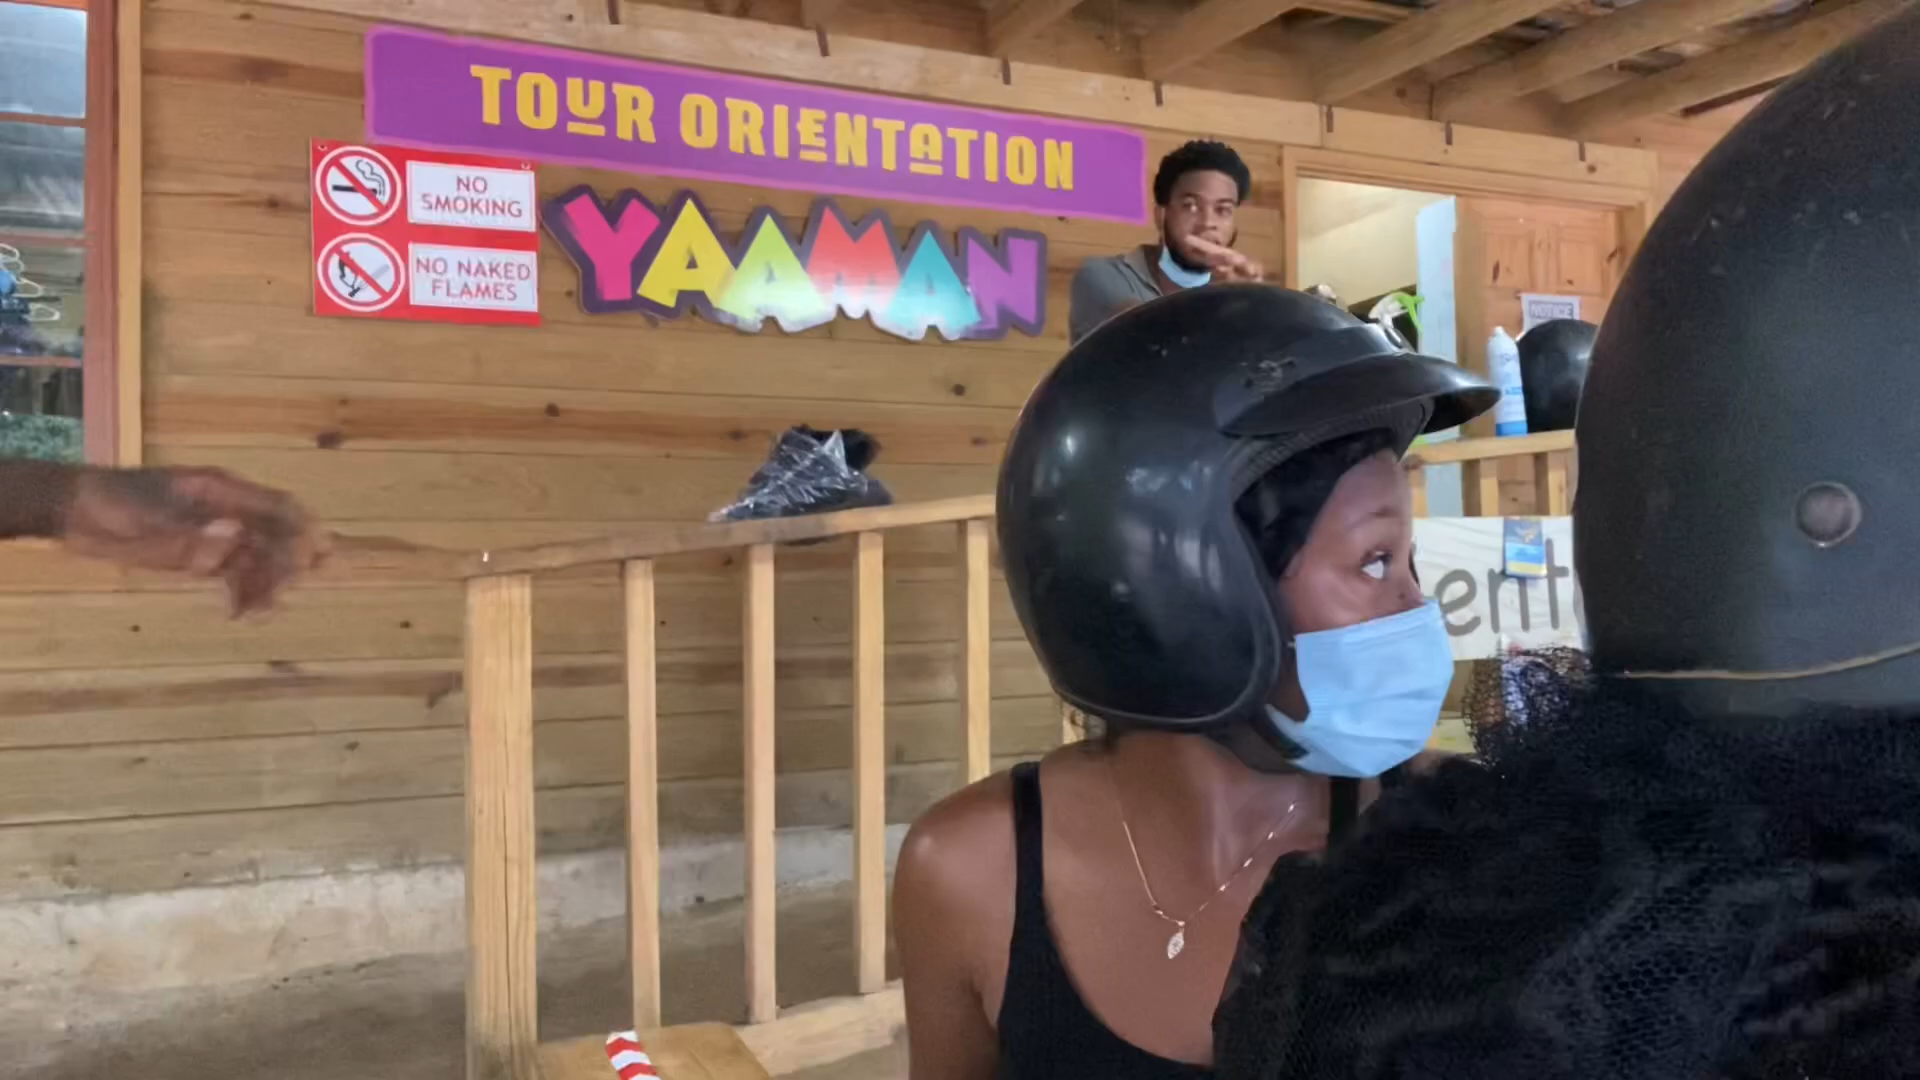 TOUR ORIENTATION
YAAMAN
NO
SMOKING
NO NAKED
FLAMES
NOTICE
ent